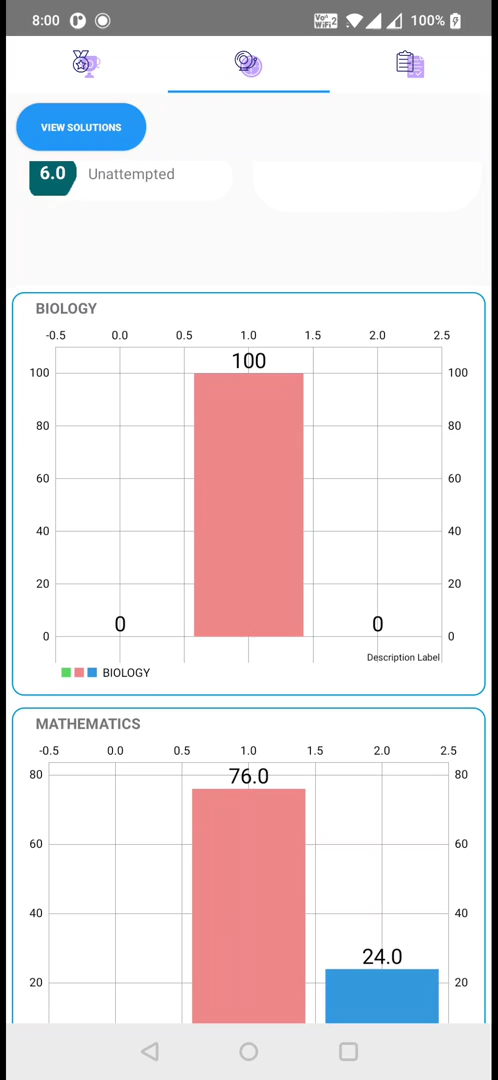 8:00 Vo^ WiFi2 100%
VIEW SOLUTIONS
6.0 Unattempted
BIOLOGY
-0.5 0.0 0.5 1.0 1.5 2.0 2.5
100
100 100
80 80
60 60
40 40
20 20
0 0
0 0
Description Label
BIOLOGY
MATHEMATICS
-0.5 0.0 0.5 1.0 1.5 2.0 2.5
80 76.0 80
60 60
40 40
24.0
20 20